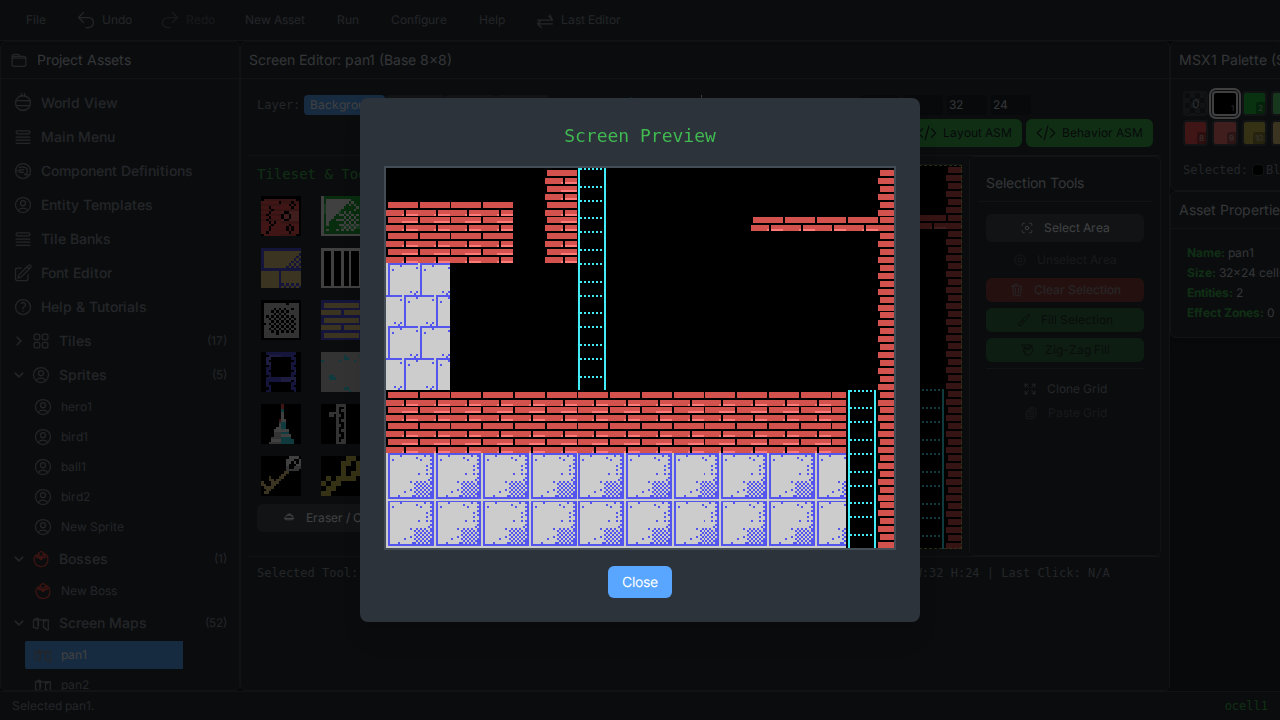 File Undo Redo New Asset Run Configure Help Last Editor
Project Assets
World View
Main Menu
Component Definitions
Entity Templates
Tile Banks
Font Editor
Help & Tutorials
Tiles (17)
Sprites (5)
hero1
bird1
ball1
bird2
New Sprite
Bosses (1)
New Boss
Screen Maps (52)
pan1
pan2
Screen Editor: pan1 (Base 8×8)
Layer: 32 24
Layout ASM Behavior ASM
Tileset &
Eraser /
Selected Tool:
Screen Preview
Close
H:32 H:24 | Last Click: N/A
Selection Tools
Select Area
Unselect Area
Clear Selection
Fill Selection
Zig-Zag Fill
Clone Grid
Paste Grid
MSX1 Palette
Selected:
Asset
Name: pan1
Size: 32×24
Entities: 2
Effect Zones: 0
Selected pan1.
ocell1